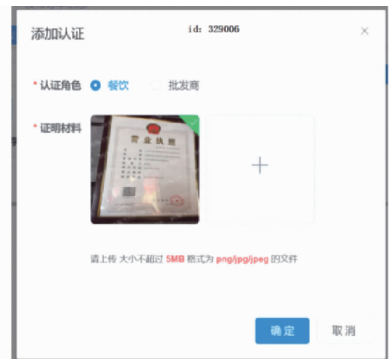 添加认证
id: 329006
* 认证角色 餐饮 批发商
* 证明材料
营业执照
请上传 大小不超过 5MB 格式为 png/jpg/jpeg 的文件
确定 取消